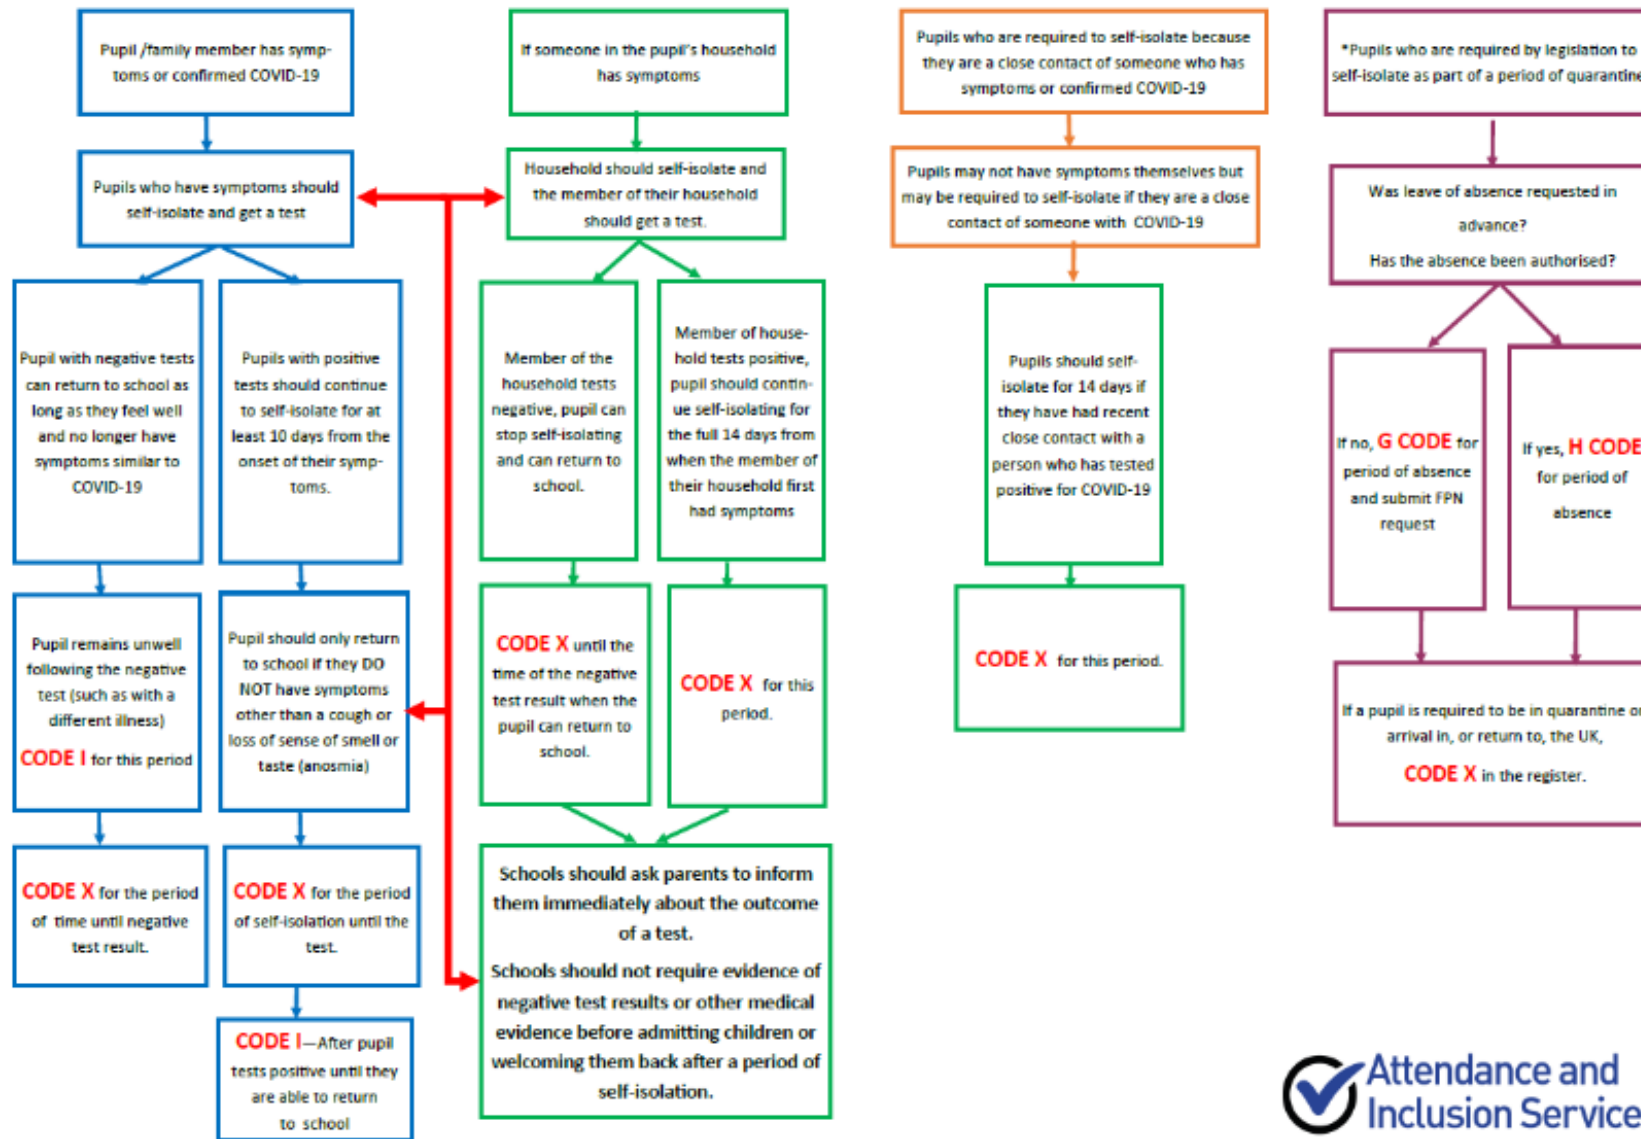 Pupil /family member has symp-
toms or confirmed COVID-19
Pupils who have symptoms should
self-isolate and get a test
Pupil with negative tests
can return to school as
long as they feel well
and no longer have
symptoms similar to
COVID-19
Pupils with positive
tests should continue
to self-isolate for at
least 10 days from the
onset of their symp-
toms.
Pupil remains unwell
following the negative
test (such as with a
different illness)
CODE I for this period
Pupil should only return
to school if they DO
NOT have symptoms
other than a cough or
loss of sense of smell or
taste (anosmia)
CODE X for the period
of time until negative
test result.
CODE X for the period
of self-isolation until the
test.
CODE I—After pupil
tests positive until they
are able to return
to school
If someone in the pupil's household
has symptoms
Household should self-isolate and
the member of their household
should get a test.
Member of the
household tests
negative, pupil can
stop self-isolating
and can return to
school.
Member of house-
hold tests positive,
pupil should contin-
ue self-isolating for
the full 14 days from
when the member of
their household first
had symptoms
CODE X until the
time of the negative
test result when the
pupil can return to
school.
CODE X for this
period.
Schools should ask parents to inform
them immediately about the outcome
of a test.
Schools should not require evidence of
negative test results or other medical
evidence before admitting children or
welcoming them back after a period of
self-isolation.
Pupils who are required to self-isolate because
they are a close contact of someone who has
symptoms or confirmed COVID-19
Pupils may not have symptoms themselves but
may be required to self-isolate if they are a close
contact of someone with COVID-19
Pupils should self-
isolate for 14 days if
they have had recent
close contact with a
person who has tested
positive for COVID-19
CODE X for this period.
*Pupils who are required by legislation to
self-isolate as part of a period of quarantine
Was leave of absence requested in
advance?
Has the absence been authorised?
If no, G CODE for
period of absence
and submit FPN
request
If yes, H CODE
for period of
absence
If a pupil is required to be in quarantine on
arrival in, or return to, the UK,
CODE X in the register.
Attendance and
Inclusion Service